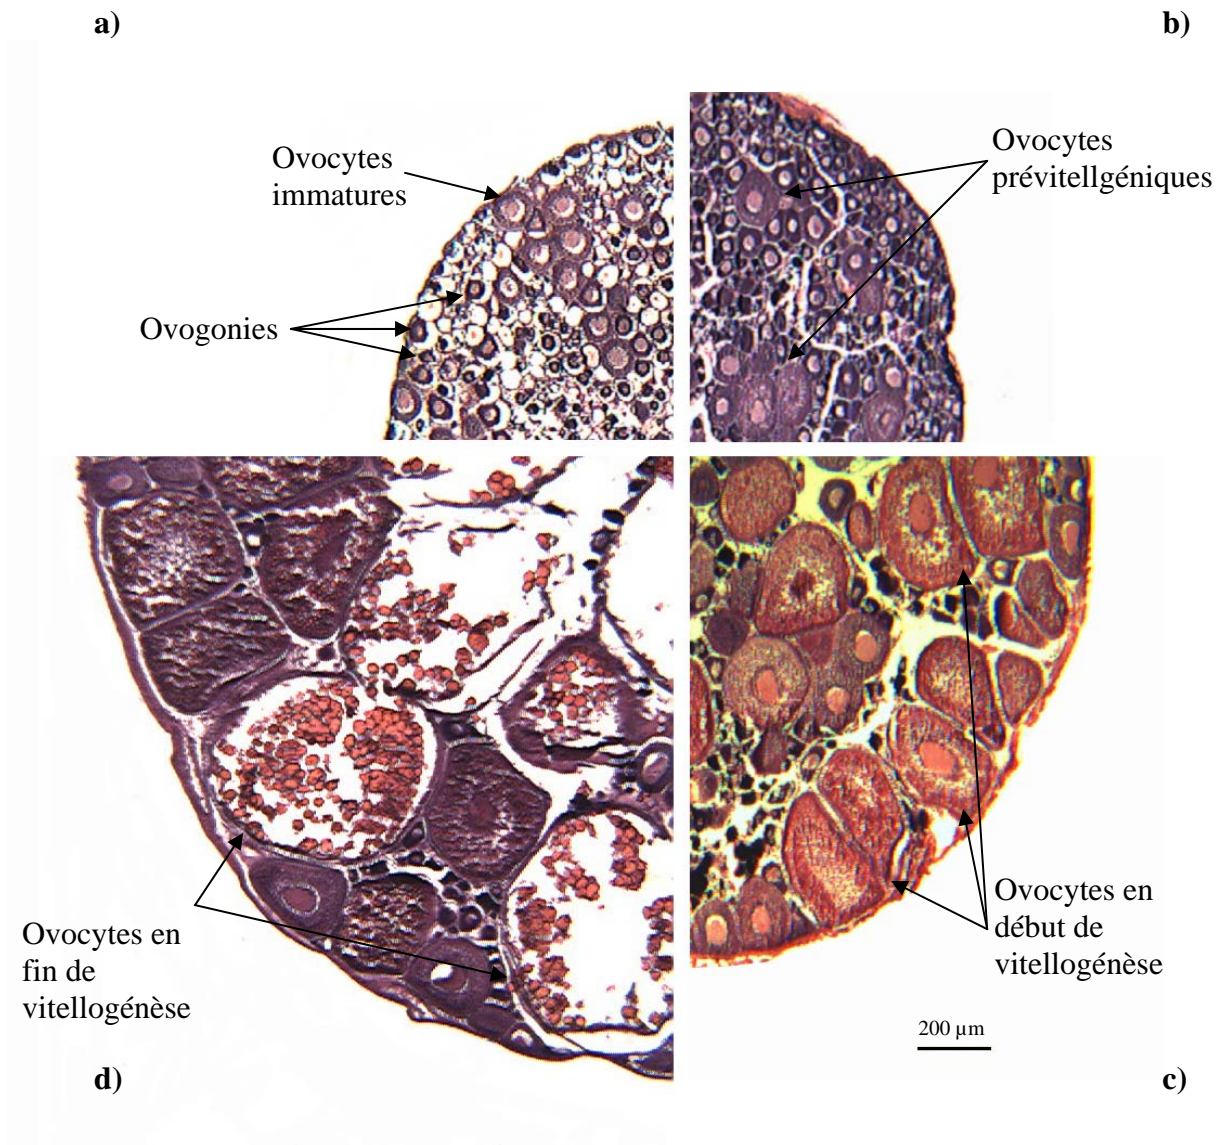 a)
b)
Ovocytes
immatures
Ovocytes
prévitellgéniques
Ovogonies
Ovocytes en
fin de
vitellogénèse
Ovocytes en
début de
vitellogénèse
200 µm
d)
c)